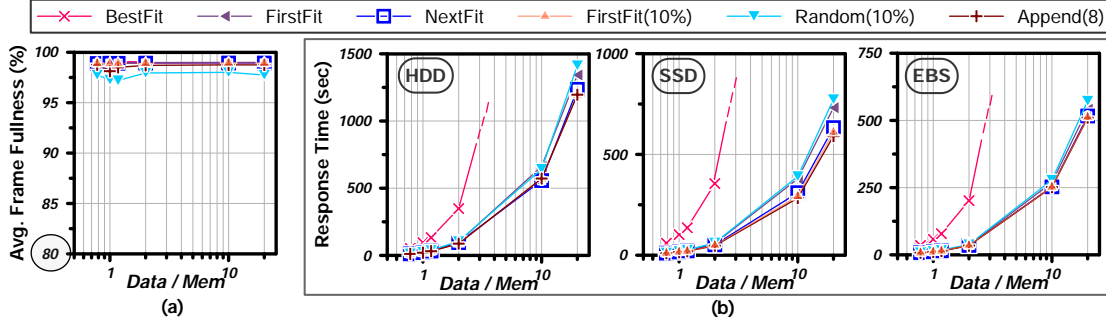 BestFit FirstFit NextFit FirstFit(10%) Random(10%) Append(8)
Avg. Frame Fullness (%)
100
95
90
85
80
1 10
Data / Mem
(a)
Response Time (sec)
HDD
1500
1000
500
0
1 10
Data / Mem
SSD
1000
500
0
1 10
Data / Mem
(b)
EBS
750
500
250
0
1 10
Data / Mem